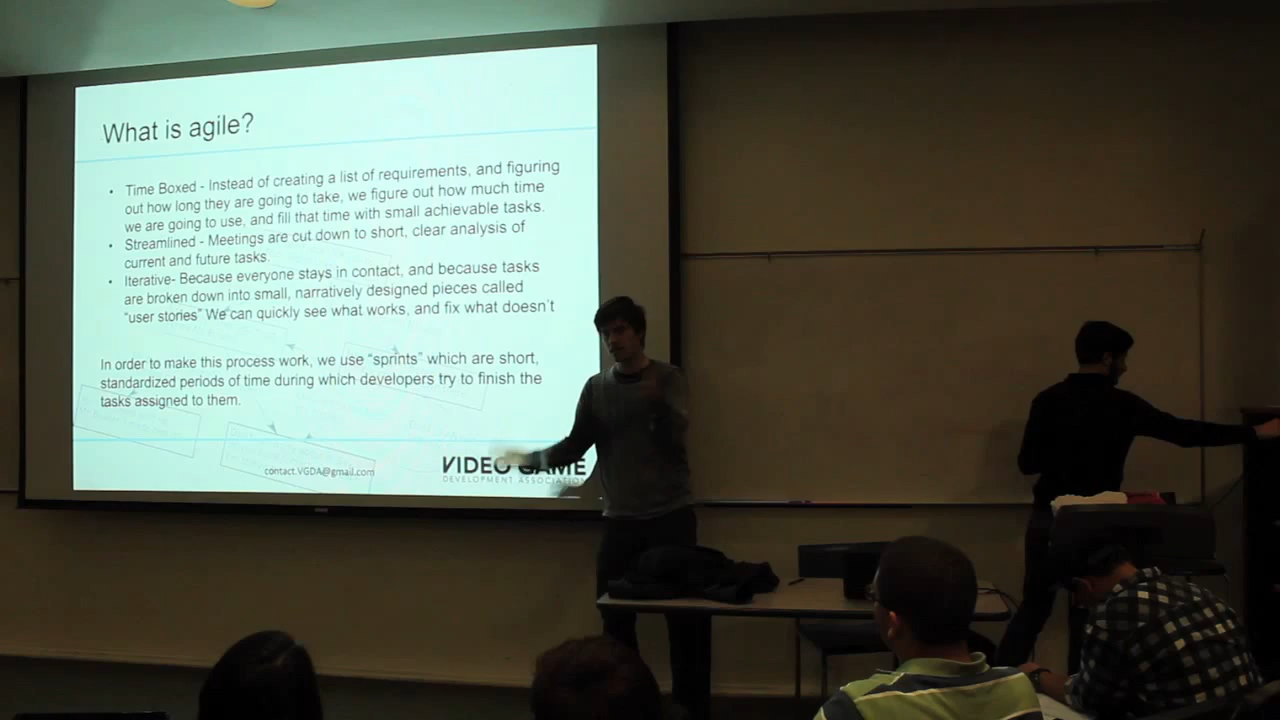 What is agile?
• Time Boxed - Instead of creating a list of requirements, and figuring
out how long they are going to take, we figure out how much time
we are going to use, and fill that time with small achievable tasks.
• Streamlined - Meetings are cut down to short, clear analysis of
current and future tasks.
• Iterative- Because everyone stays in contact, and because tasks
are broken down into small, narratively designed pieces called
“user stories” We can quickly see what works, and fix what doesn’t
In order to make this process work, we use “sprints” which are short,
standardized periods of time during which developers try to finish the
tasks assigned to them.
contact.VGDA@gmail.com
VIDEO GAME
DEVELOPMENT ASSOCIATION